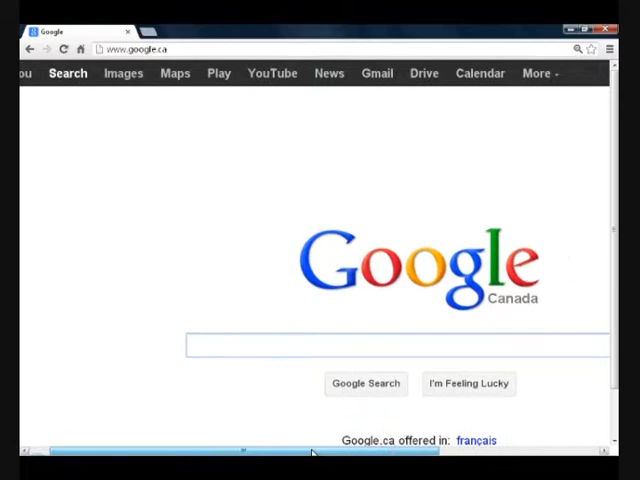 Google
www.google.ca
ou Search Images Maps Play YouTube News Gmail Drive Calendar More
Google
Canada
Google Search I'm Feeling Lucky
Google.ca offered in: français